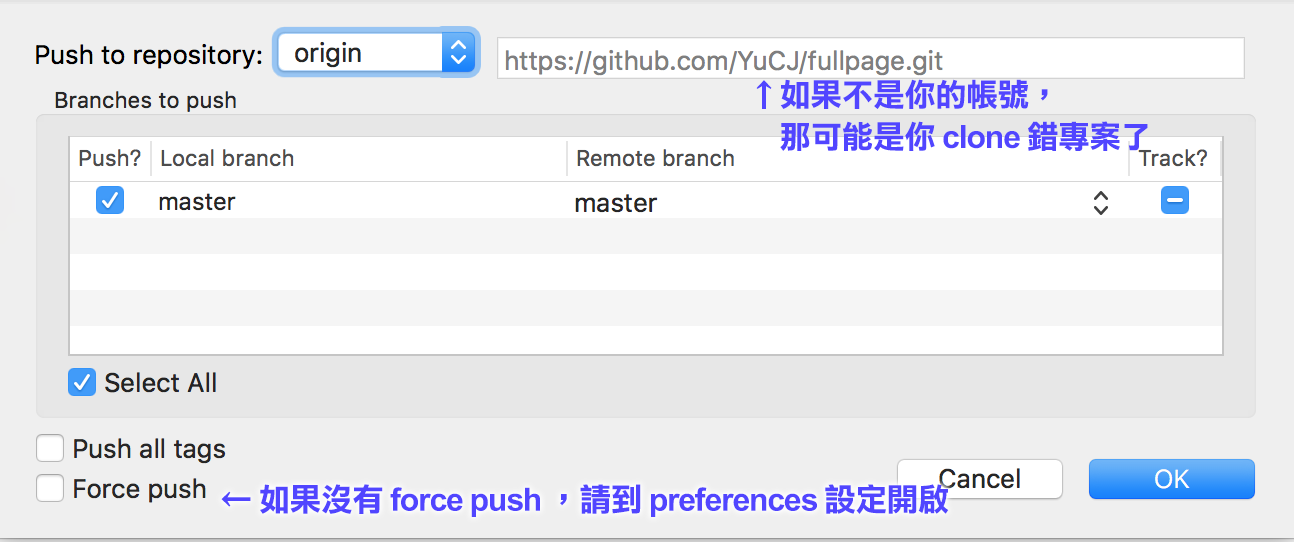 Push to repository: origin https://github.com/YuCJ/fullpage.git
↑如果不是你的帳號，
Branches to push
那可能是你 clone 錯專案了
Push? Local branch Remote branch Track?
master master
Select All
Push all tags
Force push ← 如果沒有 force push ，請到 preferences 設定開啟
Cancel OK